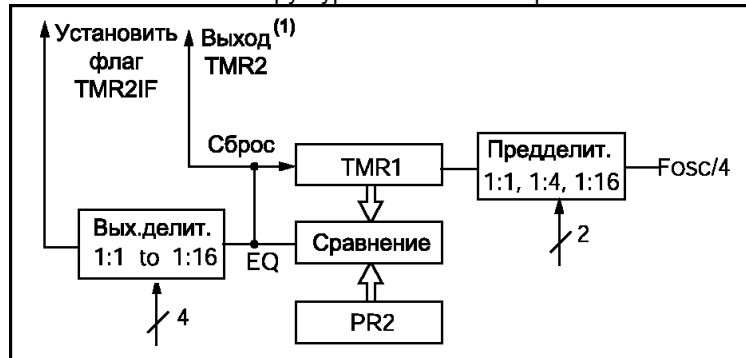 Установить
флаг
TMR2IF
Выход (1)
TMR2
Сброс
TMR1
Предделит.
1:1, 1:4, 1:16
Fosc/4
Вых.делит.
1:1 to 1:16
EQ
Сравнение
2
4
PR2